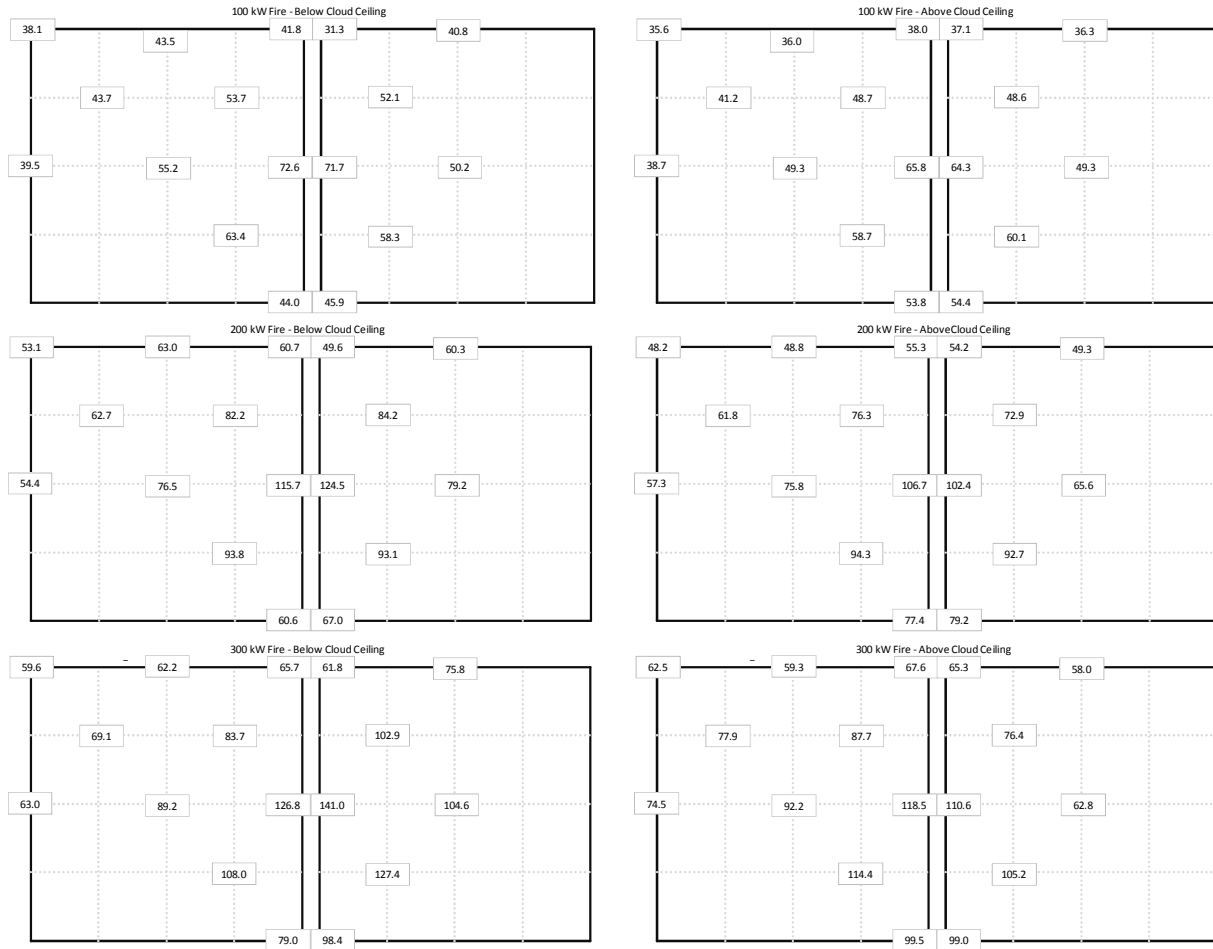 100 kW Fire - Below Cloud Ceiling
38.1 41.8 31.3 40.8
43.5
43.7 53.7 52.1
39.5 55.2 72.6 71.7 50.2
63.4 58.3
44.0 45.9
100 kW Fire - Above Cloud Ceiling
35.6 38.0 37.1 36.3
36.0
41.2 48.7 48.6
38.7 49.3 65.8 64.3 49.3
58.7 60.1
53.8 54.4
200 kW Fire - Below Cloud Ceiling
53.1 63.0 60.7 49.6 60.3
62.7 82.2 84.2
54.4 76.5 115.7 124.5 79.2
93.8 93.1
60.6 67.0
200 kW Fire - AboveCloud Ceiling
48.2 48.8 55.3 54.2 49.3
61.8 76.3 72.9
57.3 75.8 106.7 102.4 65.6
94.3 92.7
77.4 79.2
300 kW Fire - Below Cloud Ceiling
59.6 62.2 65.7 61.8 75.8
69.1 83.7 102.9
63.0 89.2 126.8 141.0 104.6
108.0 127.4
79.0 98.4
300 kW Fire - Above Cloud Ceiling
62.5 59.3 67.6 65.3 58.0
77.9 87.7 76.4
74.5 92.2 118.5 110.6 62.8
114.4 105.2
99.5 99.0